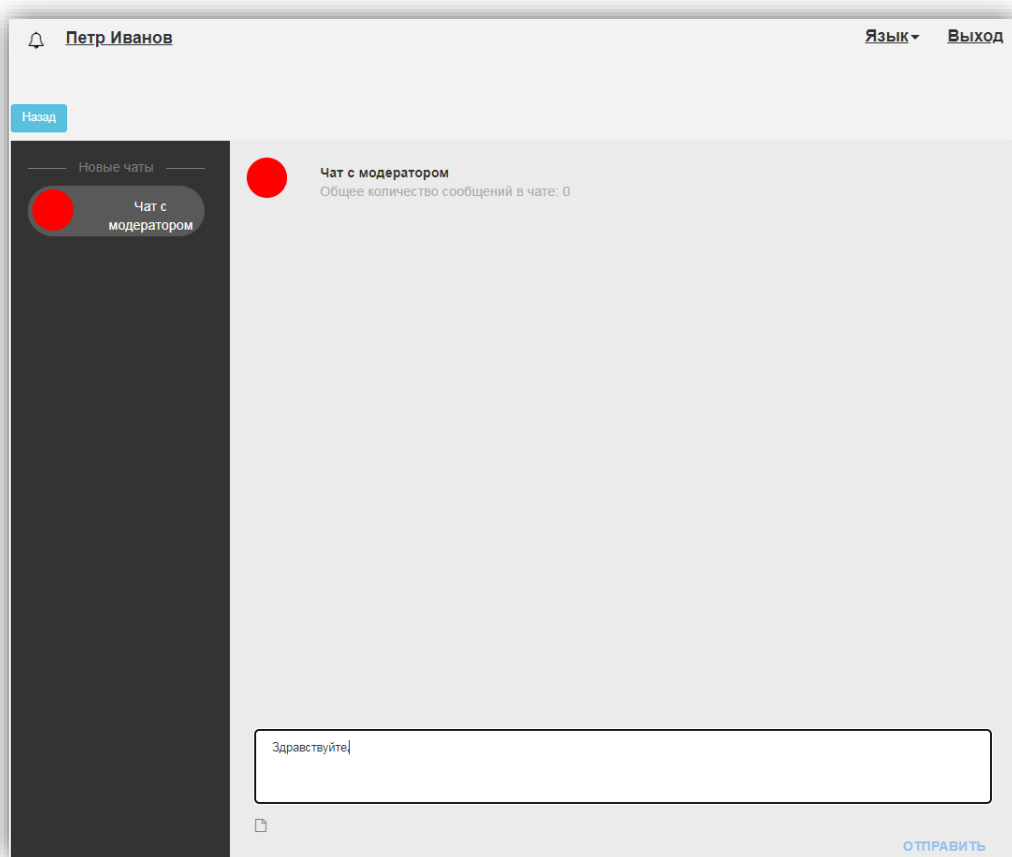 Петр Иванов
Язык
Выход
Назад
Новые чаты
Чат с
модератором
Чат с модератором
Общее количество сообщений в чате: 0
Здравствуйте,
ОТПРАВИТЬ